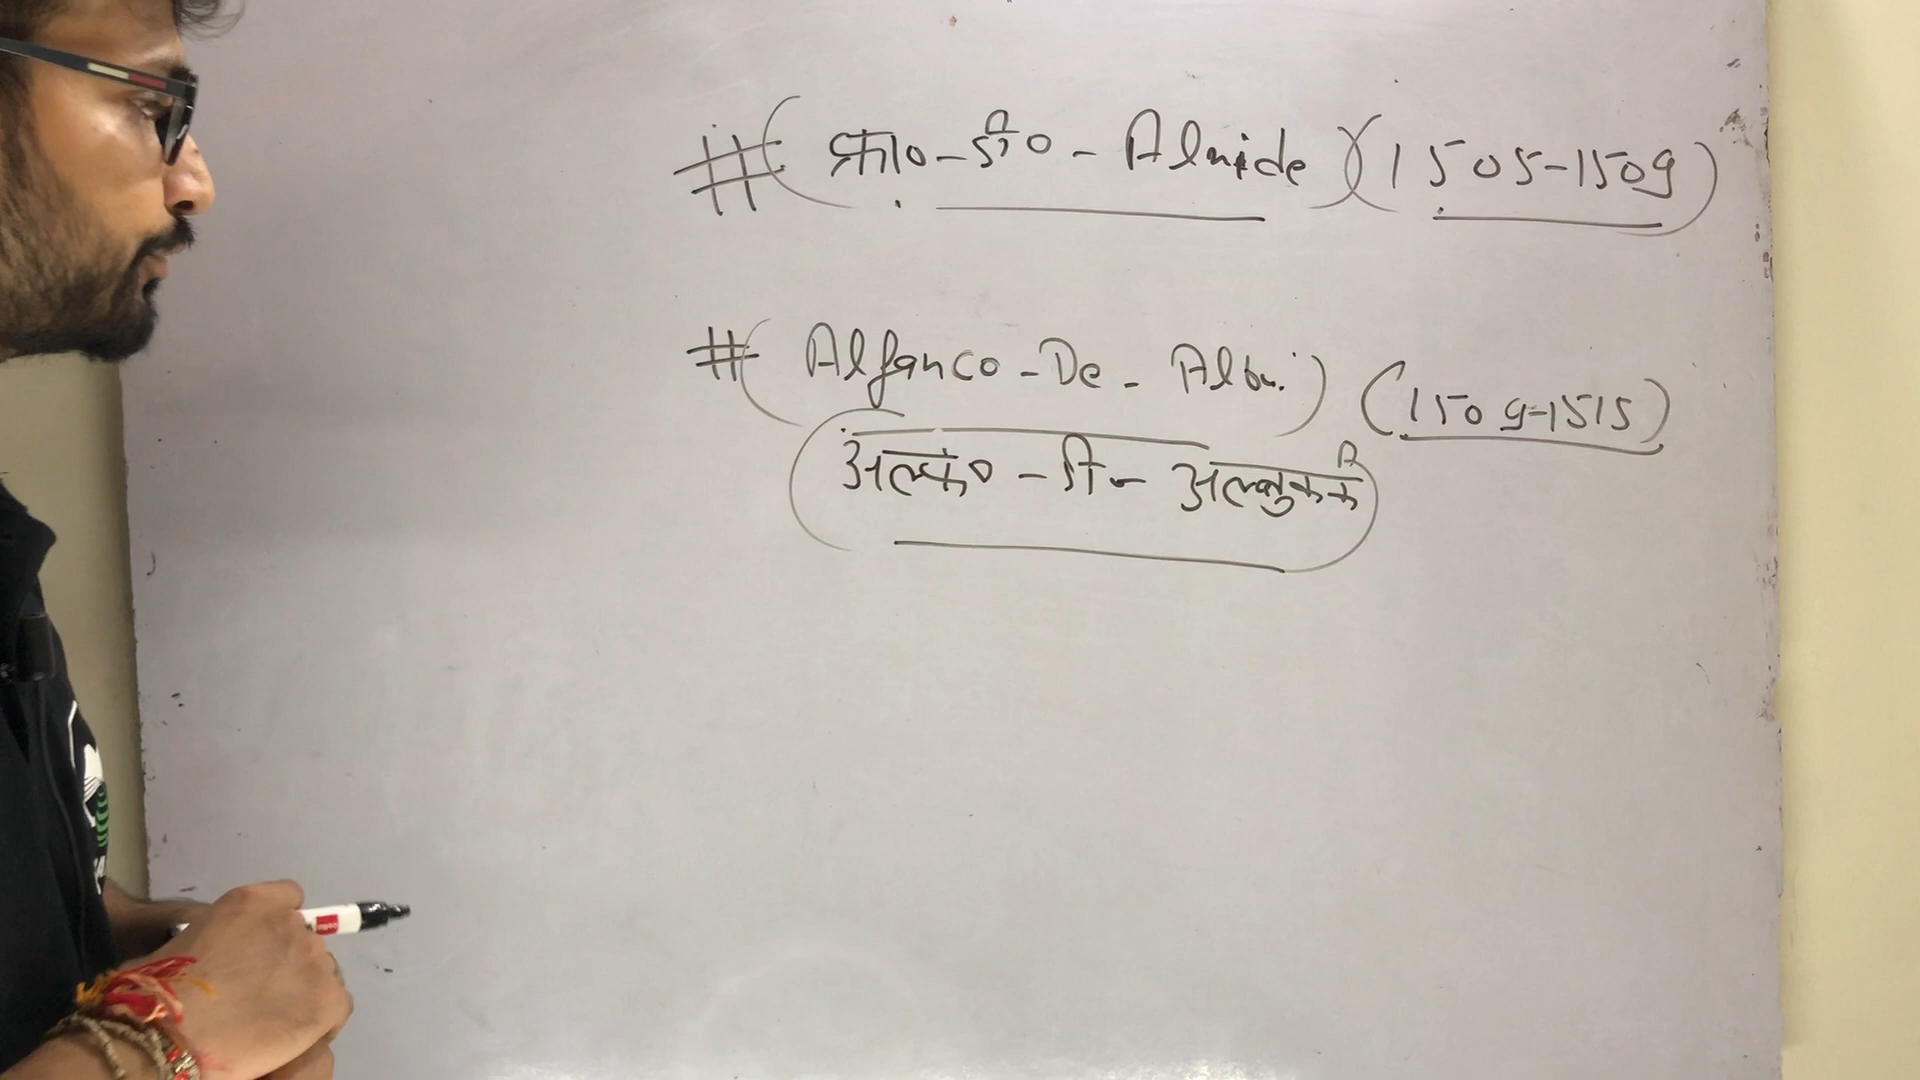 # ( फ्रा०-डी०-Almide ) (1505-1509)
# ( Alfanco-De-Albu. ) (1509-1515)
अल्फां०-डि-अल्बुकर्क